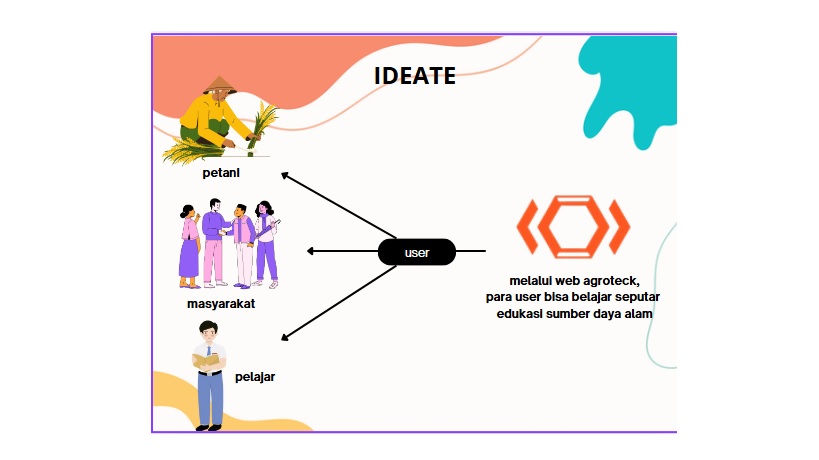 IDEATE
petani
masyarakat
pelajar
user
melalui web agroteck,
para user bisa belajar seputar
edukasi sumber daya alam